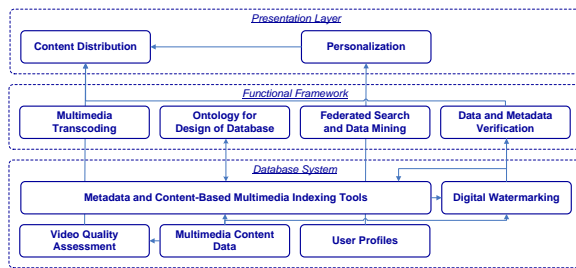 Presentation Layer
Content Distribution
Personalization
Functional Framework
Multimedia
Transcoding
Ontology for
Design of Database
Federated Search
and Data Mining
Data and Metadata
Verification
Database System
Metadata and Content-Based Multimedia Indexing Tools
Digital Watermarking
Video Quality
Assessment
Multimedia Content
Data
User Profiles